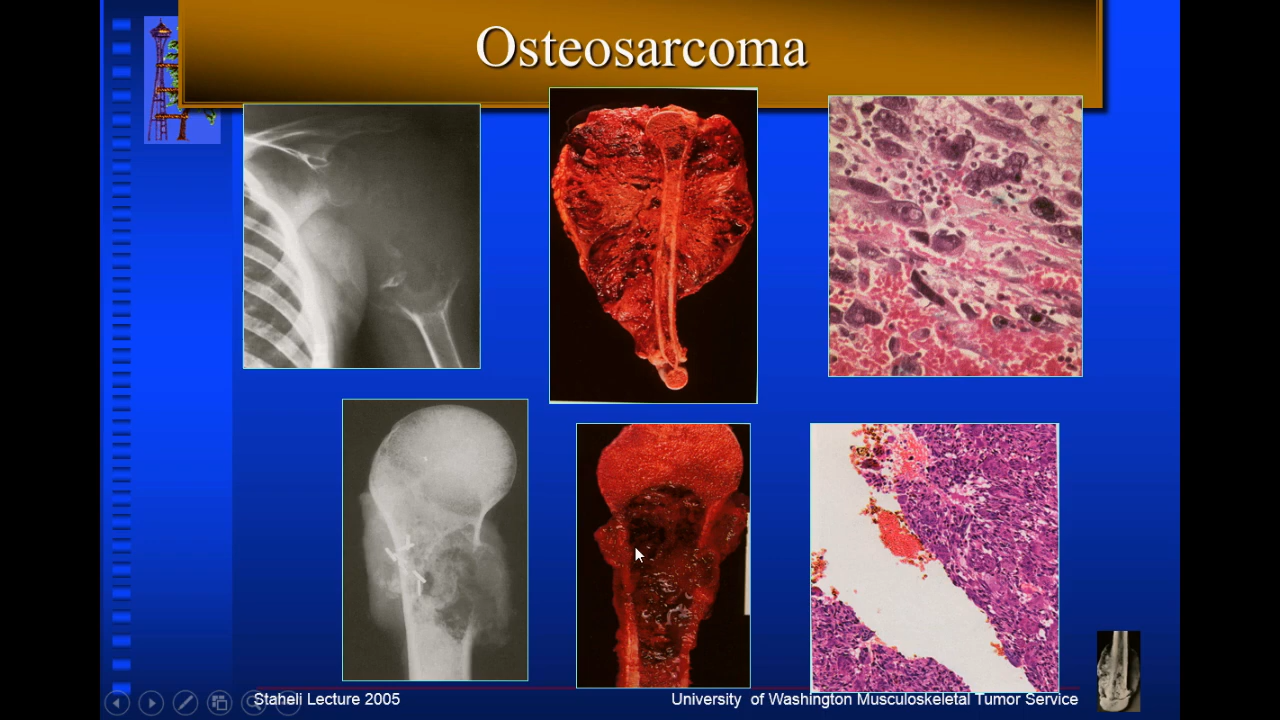 Osteosarcoma
Staheli Lecture 2005
University of Washington Musculoskeletal Tumor Service